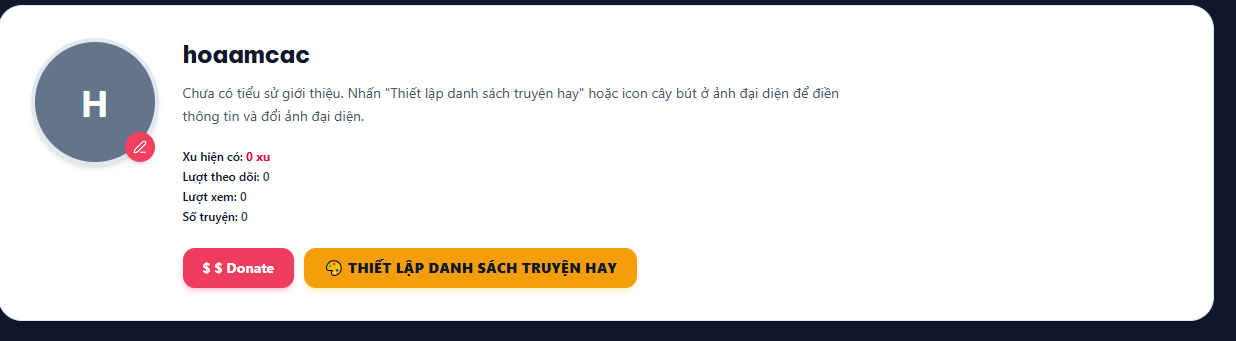 hoaamcac
H
Chưa có tiểu sử giới thiệu. Nhấn "Thiết lập danh sách truyện hay" hoặc icon cây bút ở ảnh đại diện để điền
thông tin và đổi ảnh đại diện.
Xu hiện có: 0 xu
Lượt theo dõi: 0
Lượt xem: 0
Số truyện: 0
$ $ Donate
THIẾT LẬP DANH SÁCH TRUYỆN HAY